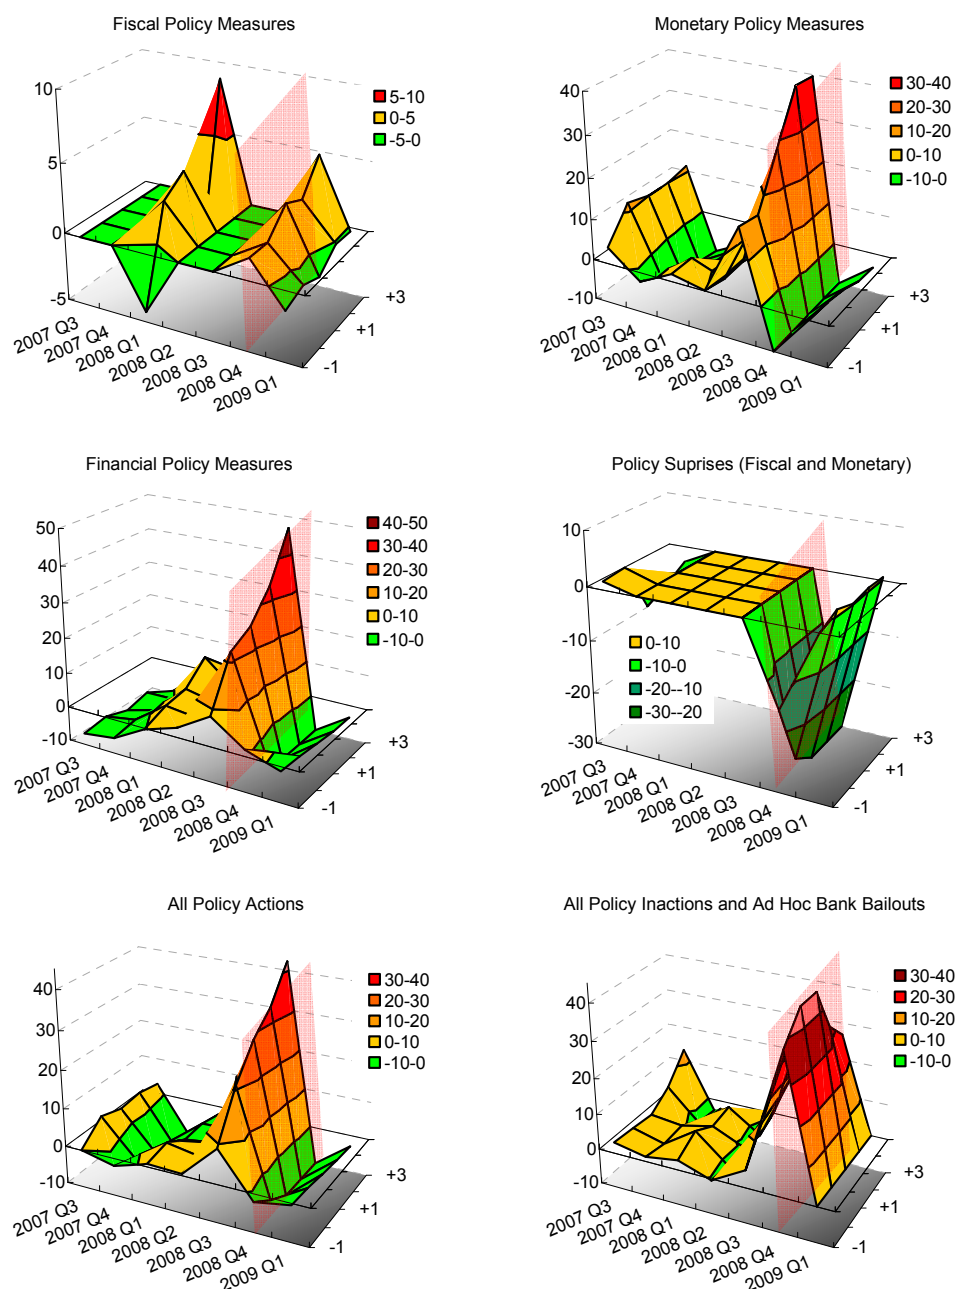 Fiscal Policy Measures
10
5
0
-5
5-10
0-5
-5-0
2007 Q3
2007 Q4
2008 Q1
2008 Q2
2008 Q3
2008 Q4
2009 Q1
-1
+1
+3
Monetary Policy Measures
40
30
20
10
0
-10
30-40
20-30
10-20
0-10
-10-0
2007 Q3
2007 Q4
2008 Q1
2008 Q2
2008 Q3
2008 Q4
2009 Q1
-1
+1
+3
Financial Policy Measures
50
40
30
20
10
0
-10
40-50
30-40
20-30
10-20
0-10
-10-0
2007 Q3
2007 Q4
2008 Q1
2008 Q2
2008 Q3
2008 Q4
2009 Q1
-1
+1
+3
Policy Suprises (Fiscal and Monetary)
10
0
-10
-20
-30
0-10
-10-0
-20--10
-30--20
2007 Q3
2007 Q4
2008 Q1
2008 Q2
2008 Q3
2008 Q4
2009 Q1
-1
+1
+3
All Policy Actions
40
30
20
10
0
-10
30-40
20-30
10-20
0-10
-10-0
2007 Q3
2007 Q4
2008 Q1
2008 Q2
2008 Q3
2008 Q4
2009 Q1
-1
+1
+3
All Policy Inactions and Ad Hoc Bank Bailouts
40
30
20
10
0
-10
30-40
20-30
10-20
0-10
-10-0
2007 Q3
2007 Q4
2008 Q1
2008 Q2
2008 Q3
2008 Q4
2009 Q1
-1
+1
+3